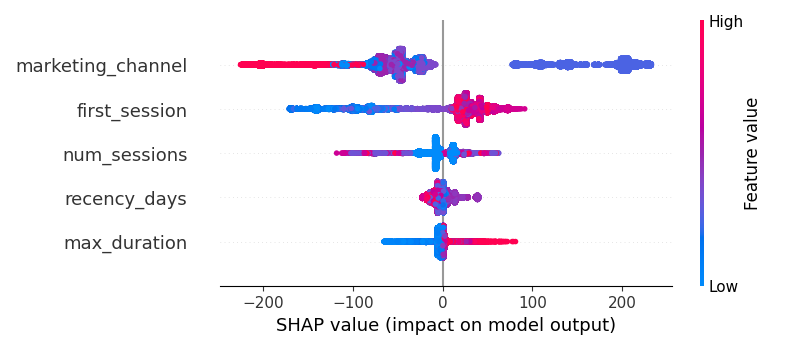 High
marketing_channel
first_session
num_sessions
recency_days
max_duration
Feature value
Low
−200 −100 0 100 200
SHAP value (impact on model output)